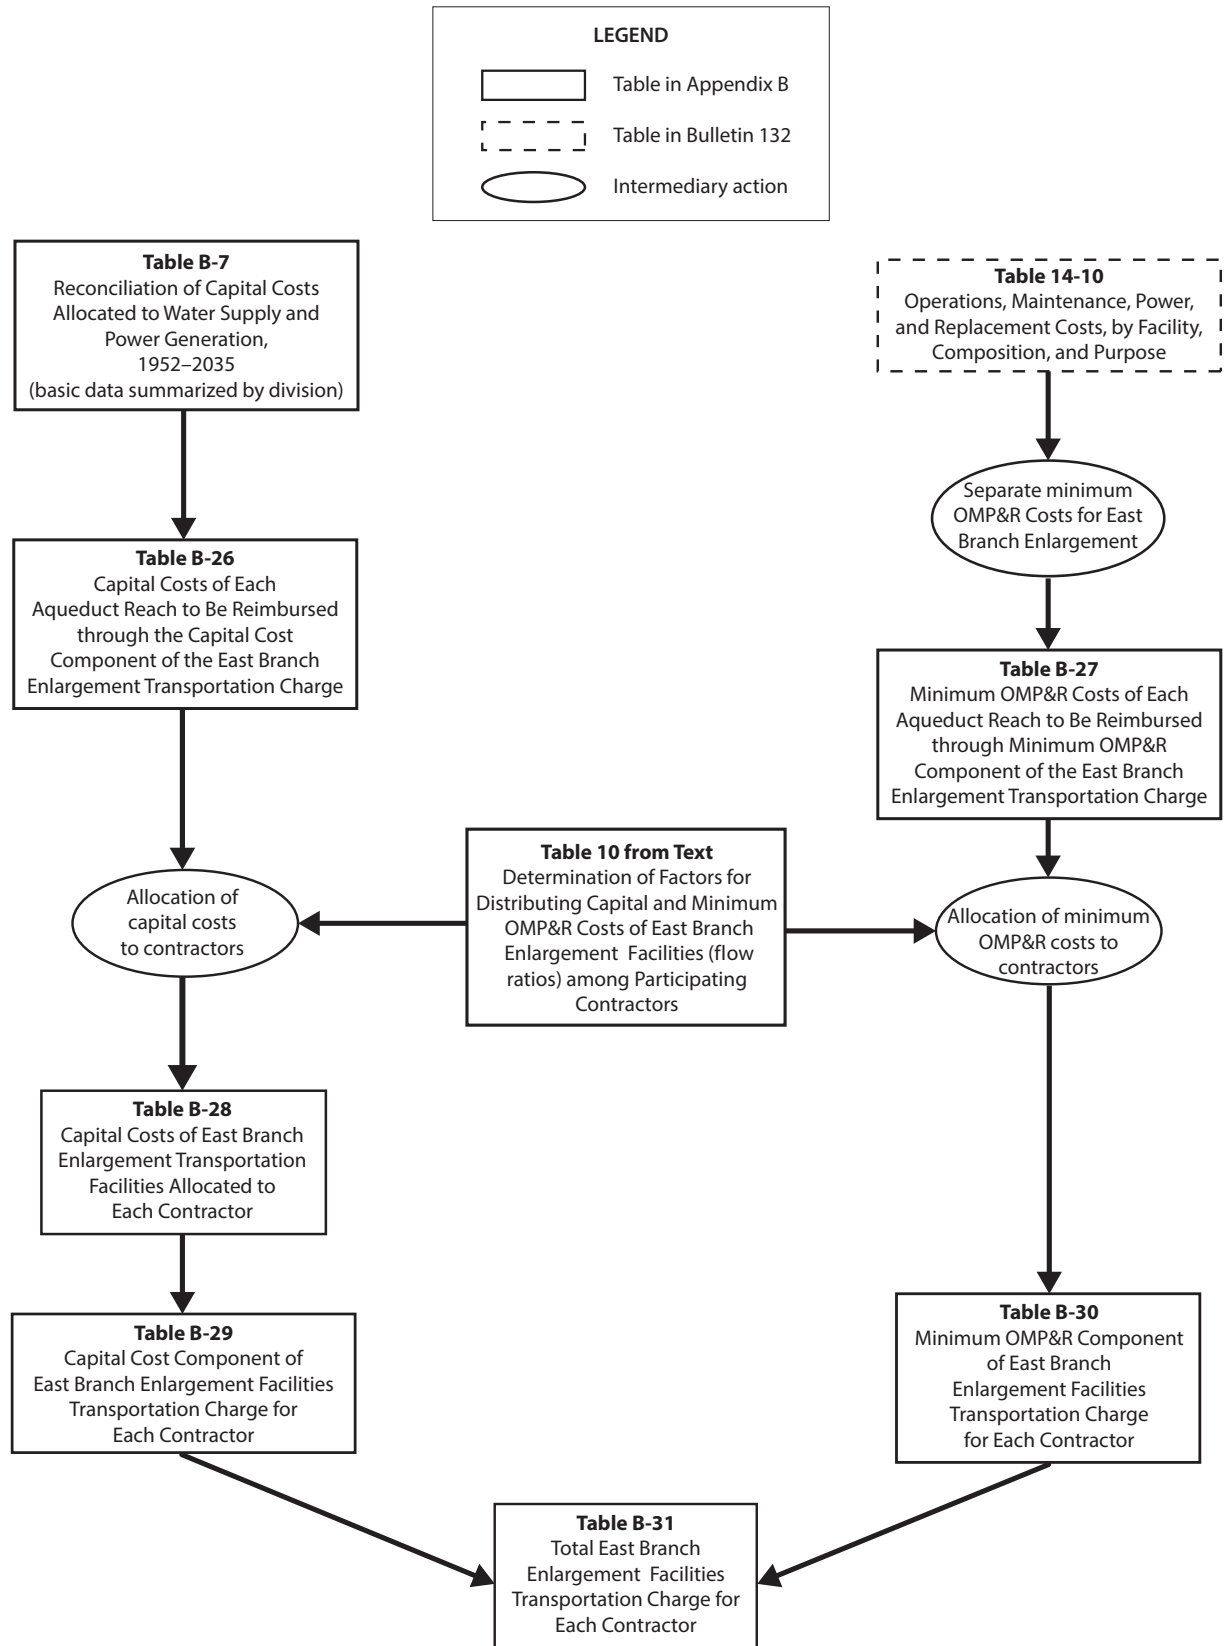 LEGEND
Table in Appendix B
Table in Bulletin 132
Intermediary action
Table B-7
Reconciliation of Capital Costs
Allocated to Water Supply and
Power Generation,
1952–2035
(basic data summarized by division)
Table 14-10
Operations, Maintenance, Power,
and Replacement Costs, by Facility,
Composition, and Purpose
Separate minimum
OMP&R Costs for East
Branch Enlargement
Table B-26
Capital Costs of Each
Aqueduct Reach to Be Reimbursed
through the Capital Cost
Component of the East Branch
Enlargement Transportation Charge
Table B-27
Minimum OMP&R Costs of Each
Aqueduct Reach to Be Reimbursed
through Minimum OMP&R
Component of the East Branch
Enlargement Transportation Charge
Allocation of
capital costs
to contractors
Table 10 from Text
Determination of Factors for
Distributing Capital and Minimum
OMP&R Costs of East Branch
Enlargement Facilities (flow
ratios) among Participating
Contractors
Allocation of minimum
OMP&R costs to
contractors
Table B-28
Capital Costs of East Branch
Enlargement Transportation
Facilities Allocated to
Each Contractor
Table B-29
Capital Cost Component of
East Branch Enlargement Facilities
Transportation Charge for
Each Contractor
Table B-30
Minimum OMP&R Component
of East Branch
Enlargement Facilities
Transportation Charge
for Each Contractor
Table B-31
Total East Branch
Enlargement Facilities
Transportation Charge for
Each Contractor